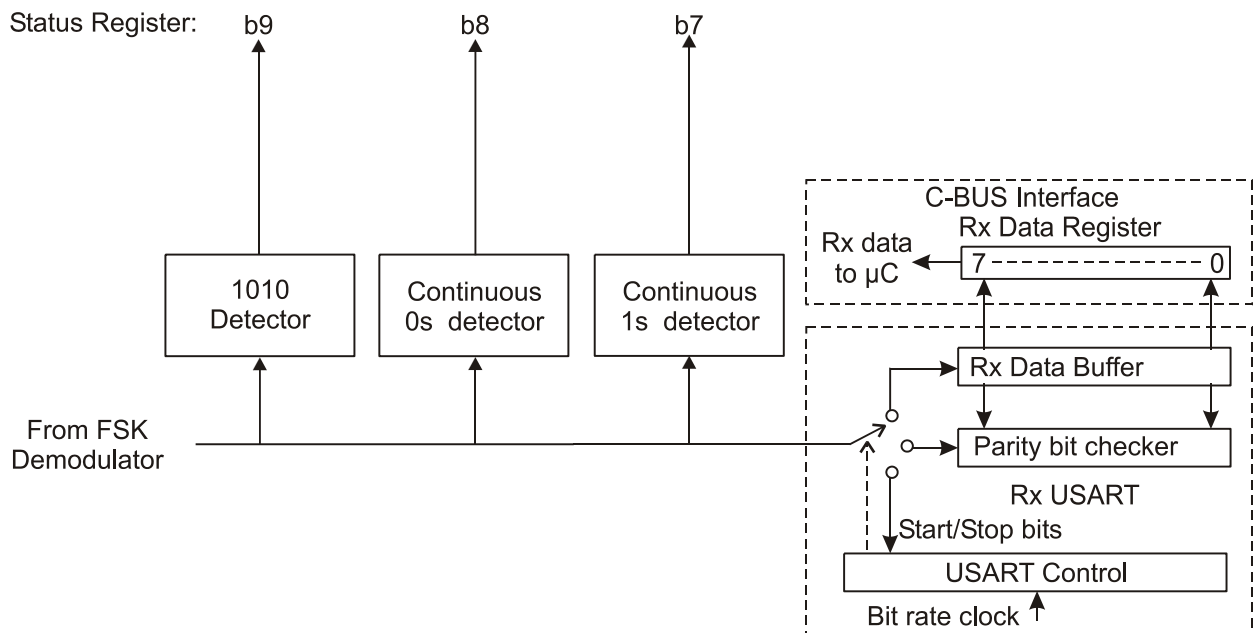 Status Register: b9 b8 b7
C-BUS Interface
Rx Data Register
Rx data
to µC
7 0
1010
Detector
Continuous
0s detector
Continuous
1s detector
Rx Data Buffer
From FSK
Demodulator
Parity bit checker
Rx USART
Start/Stop bits
USART Control
Bit rate clock